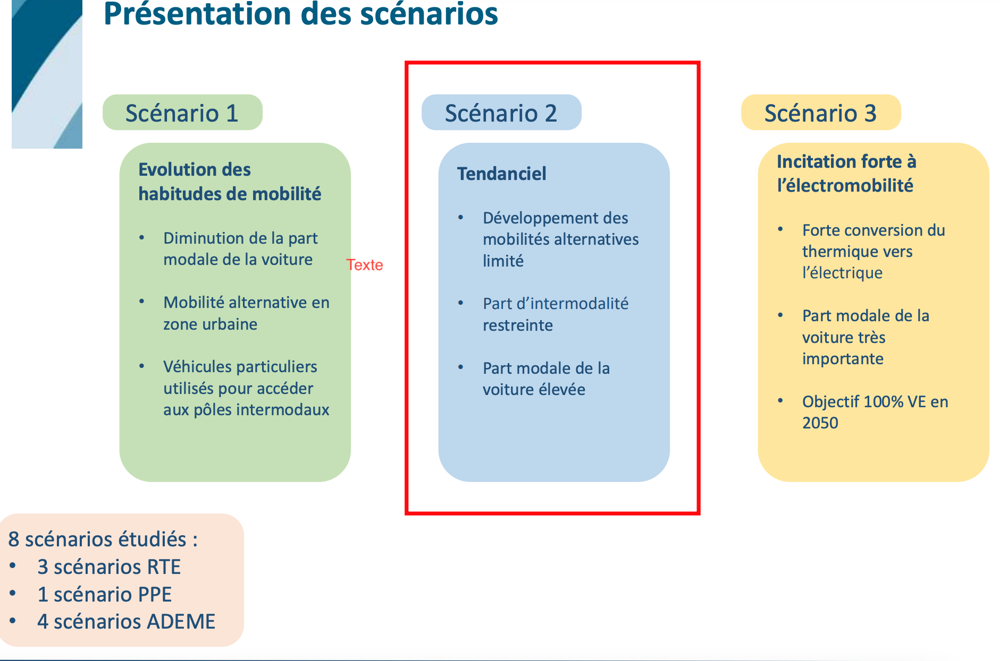 Présentation des scénarios
Scénario 1
Evolution des
habitudes de mobilité
• Diminution de la part
modale de la voiture
• Mobilité alternative en
zone urbaine
• Véhicules particuliers
utilisés pour accéder
aux pôles intermodaux
Texte
Scénario 2
Tendanciel
• Développement des
mobilités alternatives
limité
• Part d’intermodalité
restreinte
• Part modale de la
voiture élevée
Scénario 3
Incitation forte à
l’électromobilité
• Forte conversion du
thermique vers
l’électrique
• Part modale de la
voiture très
importante
• Objectif 100% VE en
2050
8 scénarios étudiés :
• 3 scénarios RTE
• 1 scénario PPE
• 4 scénarios ADEME